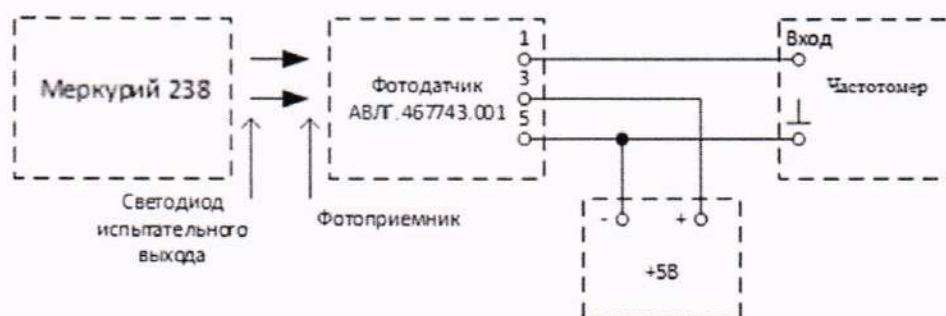 Меркурий 238
Фотодатчик
АВЛГ.467743.001
1
3
5
Вход
Частотомер
Светодиод
испытательного
выхода
Фотоприемник
- +
+5В